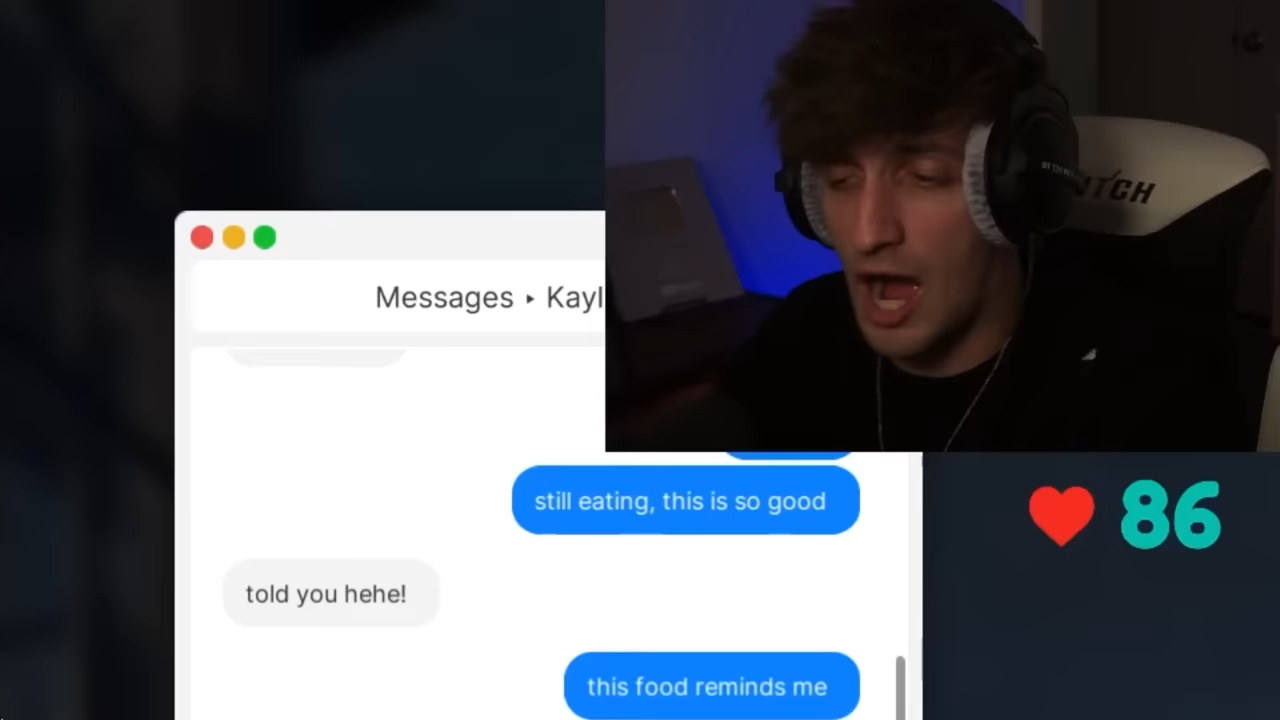 Messages ▸ Kayl
still eating, this is so good
86
told you hehe!
this food reminds me